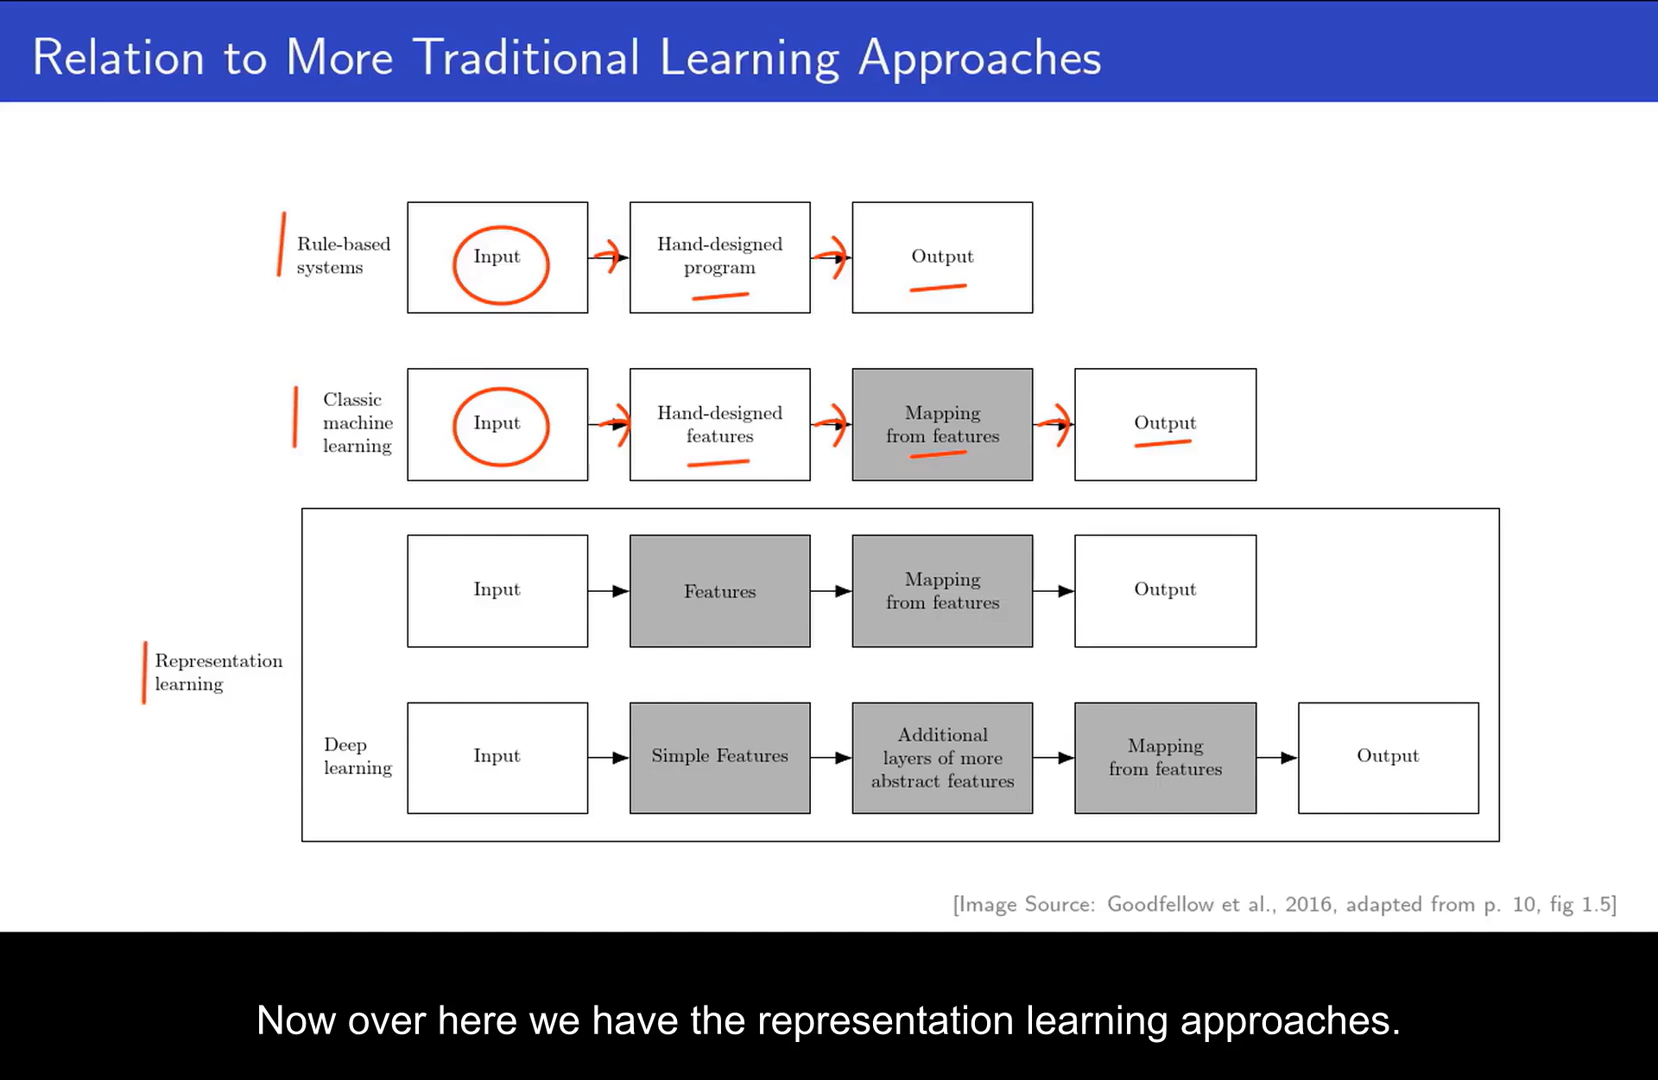 Relation to More Traditional Learning Approaches
Rule-based
systems
Input
Hand-designed
program
Output
Classic
machine
learning
Input
Hand-designed
features
Mapping
from features
Output
Representation
learning
Input
Features
Mapping
from features
Output
Deep
learning
Input
Simple Features
Additional
layers of more
abstract features
Mapping
from features
Output
[Image Source: Goodfellow et al., 2016, adapted from p. 10, fig 1.5]
Now over here we have the representation learning approaches.